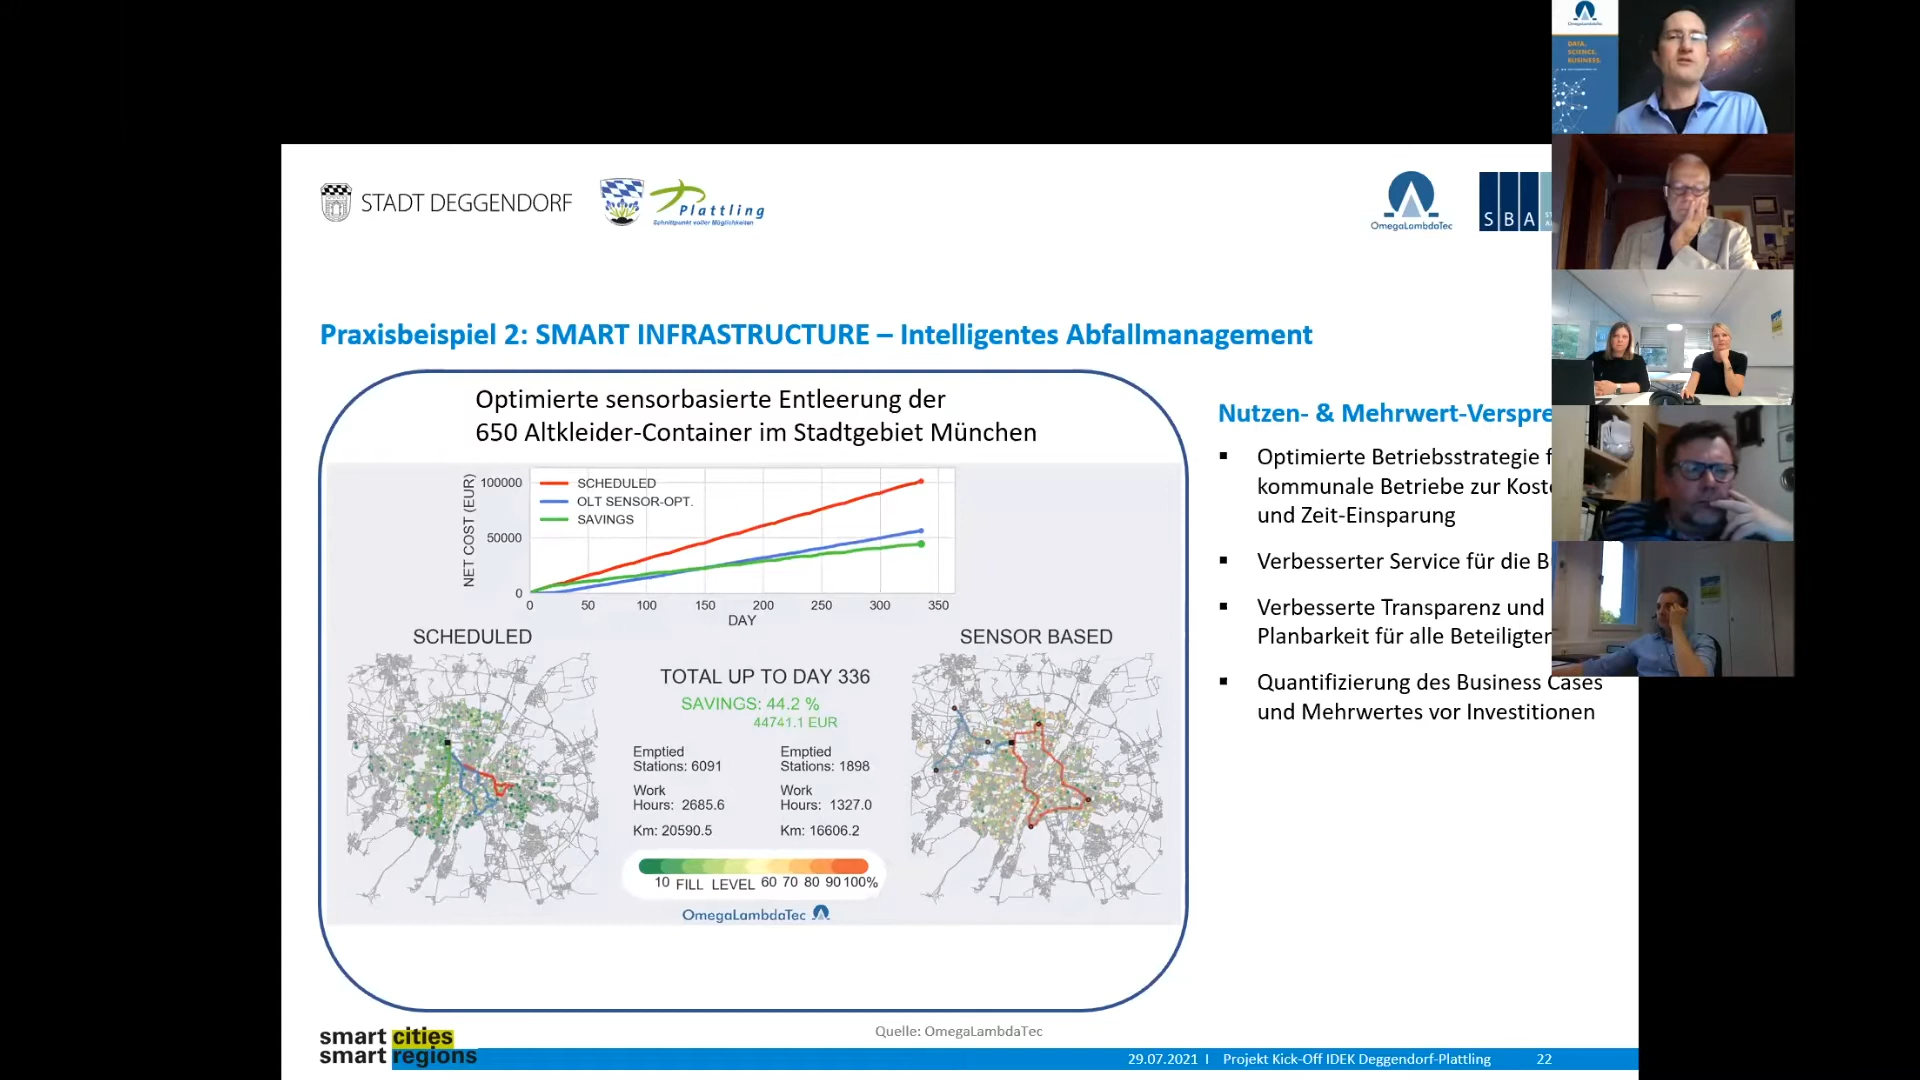 DATA.
SCIENCE.
BUSINESS.
STADT DEGGENDORF
Plattling
Schnittpunkt voller Möglichkeiten
OmegaLambdaTec
SBA
Praxisbeispiel 2: SMART INFRASTRUCTURE – Intelligentes Abfallmanagement
Optimierte sensorbasierte Entleerung der
650 Altkleider-Container im Stadtgebiet München
NET COST (EUR)
100000
50000
0
SCHEDULED
OLT SENSOR-OPT.
SAVINGS
0 50 100 150 200 250 300 350
DAY
SCHEDULED
SENSOR BASED
TOTAL UP TO DAY 336
SAVINGS: 44.2 %
44741.1 EUR
Emptied
Stations: 6091
Work
Hours: 2685.6
Km: 20590.5
Emptied
Stations: 1898
Work
Hours: 1327.0
Km: 16606.2
10 FILL LEVEL 60 70 80 90 100%
OmegaLambdaTec
Nutzen- & Mehrwert-Verspre
▪ Optimierte Betriebsstrategie f
kommunale Betriebe zur Koste
und Zeit-Einsparung
▪ Verbesserter Service für die B
▪ Verbesserte Transparenz und
Planbarkeit für alle Beteiligten
▪ Quantifizierung des Business Cases
und Mehrwertes vor Investitionen
Quelle: OmegaLambdaTec
smart cities
smart regions
29.07.2021 I Projekt Kick-Off IDEK Deggendorf-Plattling 22